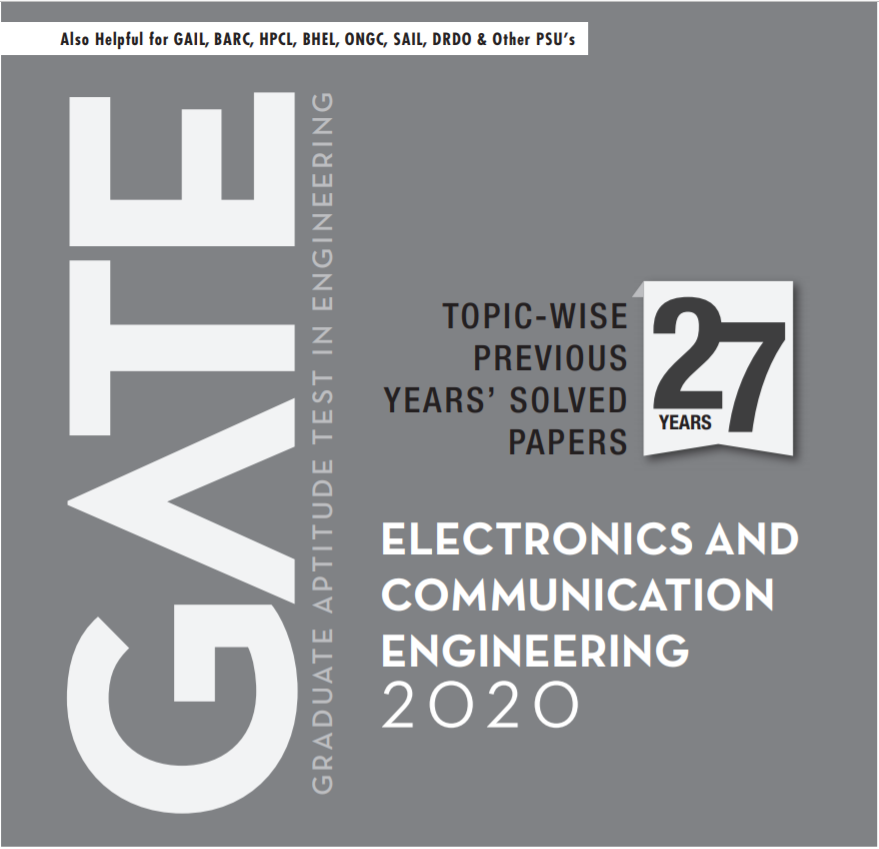 Also Helpful for GAIL, BARC, HPCL, BHEL, ONGC, SAIL, DRDO & Other PSU's
GATE
GRADUATE APTITUDE TEST IN ENGINEERING
TOPIC-WISE
PREVIOUS
YEARS' SOLVED
PAPERS
27
YEARS
ELECTRONICS AND
COMMUNICATION
ENGINEERING
2020